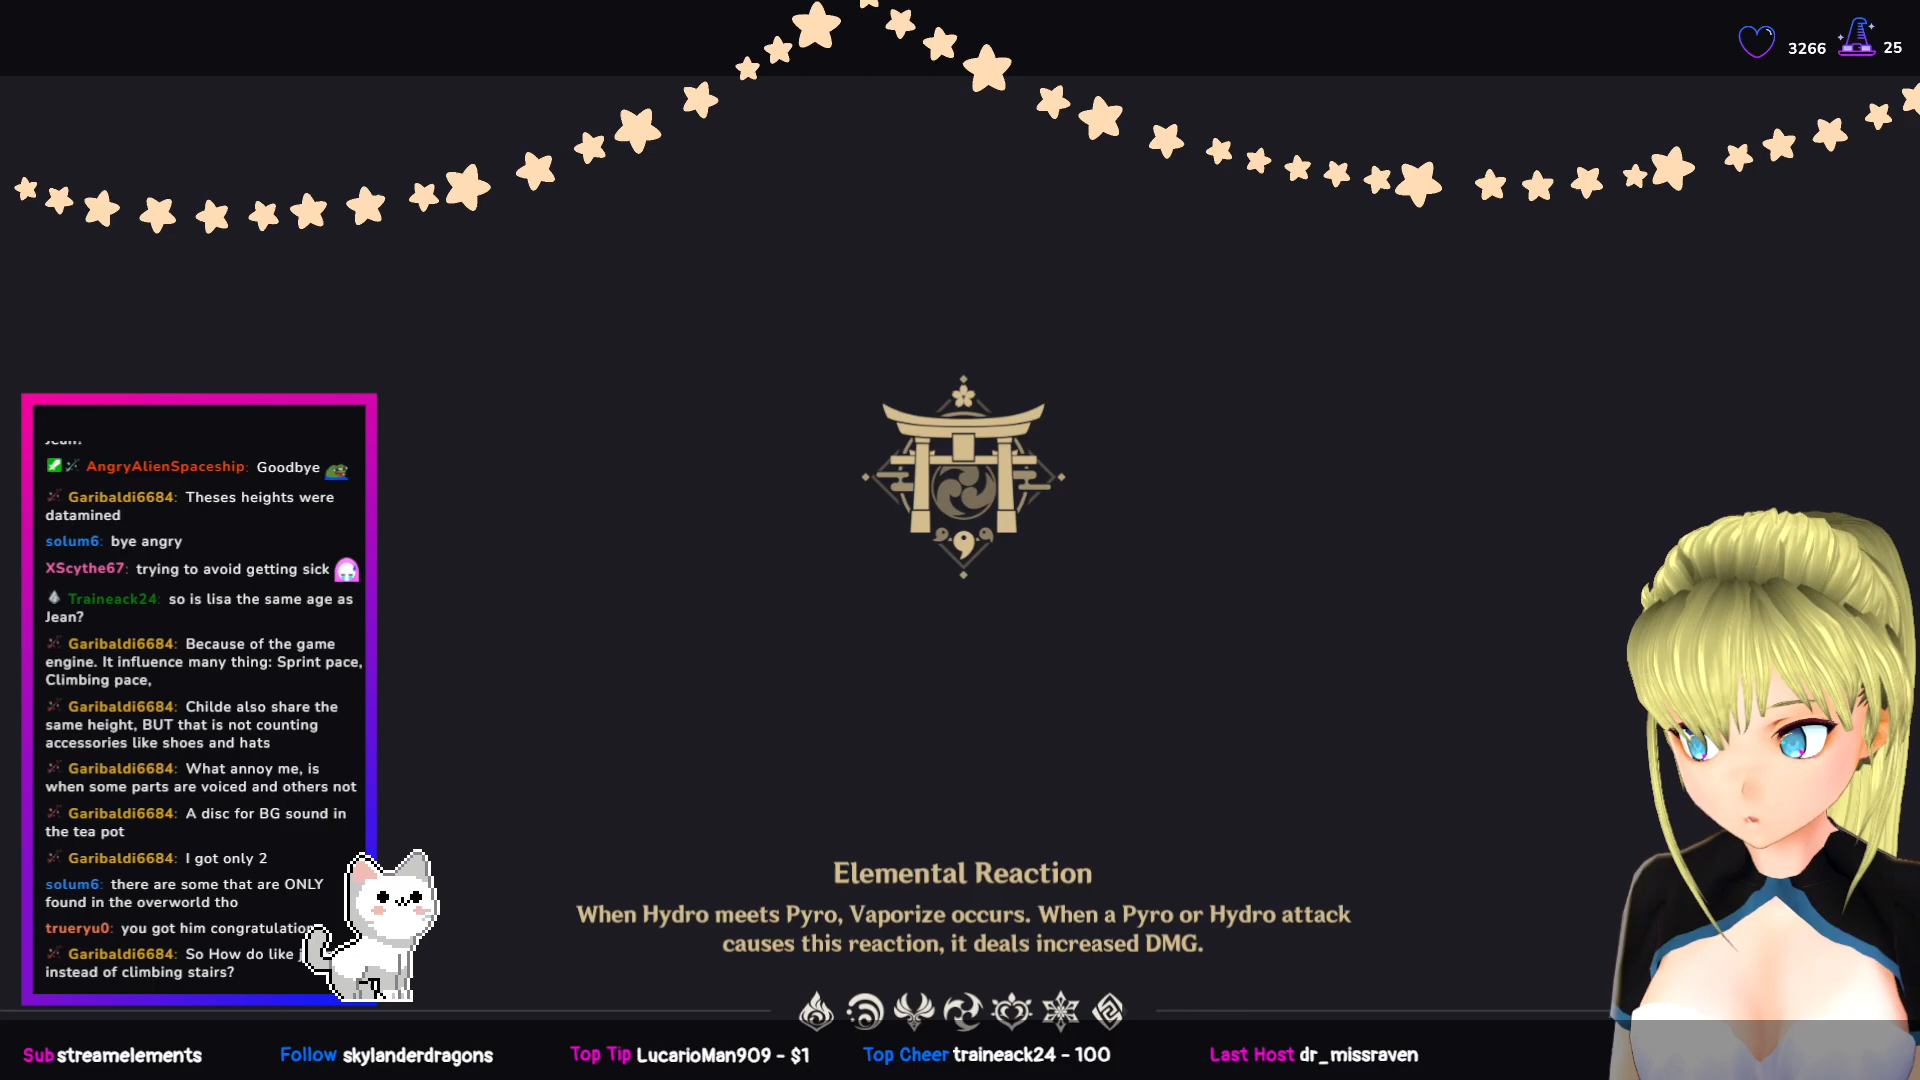 3266
25
AngryAlienSpaceship: Goodbye
Garibaldi6684: Theses heights were
datamined
solum6: bye angry
XScythe67: trying to avoid getting sick
Traineack24: so is lisa the same age as
Jean?
Garibaldi6684: Because of the game
engine. It influence many thing: Sprint pace,
Climbing pace,
Garibaldi6684: Childe also share the
same height, BUT that is not counting
accessories like shoes and hats
Garibaldi6684: What annoy me, is
when some parts are voiced and others not
Garibaldi6684: A disc for BG sound in
the tea pot
Garibaldi6684: I got only 2
solum6: there are some that are ONLY
found in the overworld tho
trueryu0: you got him
Garibaldi6684: So How do like
instead of climbing stairs?
Elemental Reaction
When Hydro meets Pyro, Vaporize occurs. When a Pyro or Hydro attack
causes this reaction, it deals increased DMG.
Sub streamelements
Follow skylanderdragons
Top Tip LucarioMan909 - $1
Top Cheer traineack24 - 100
Last Host dr_missraven